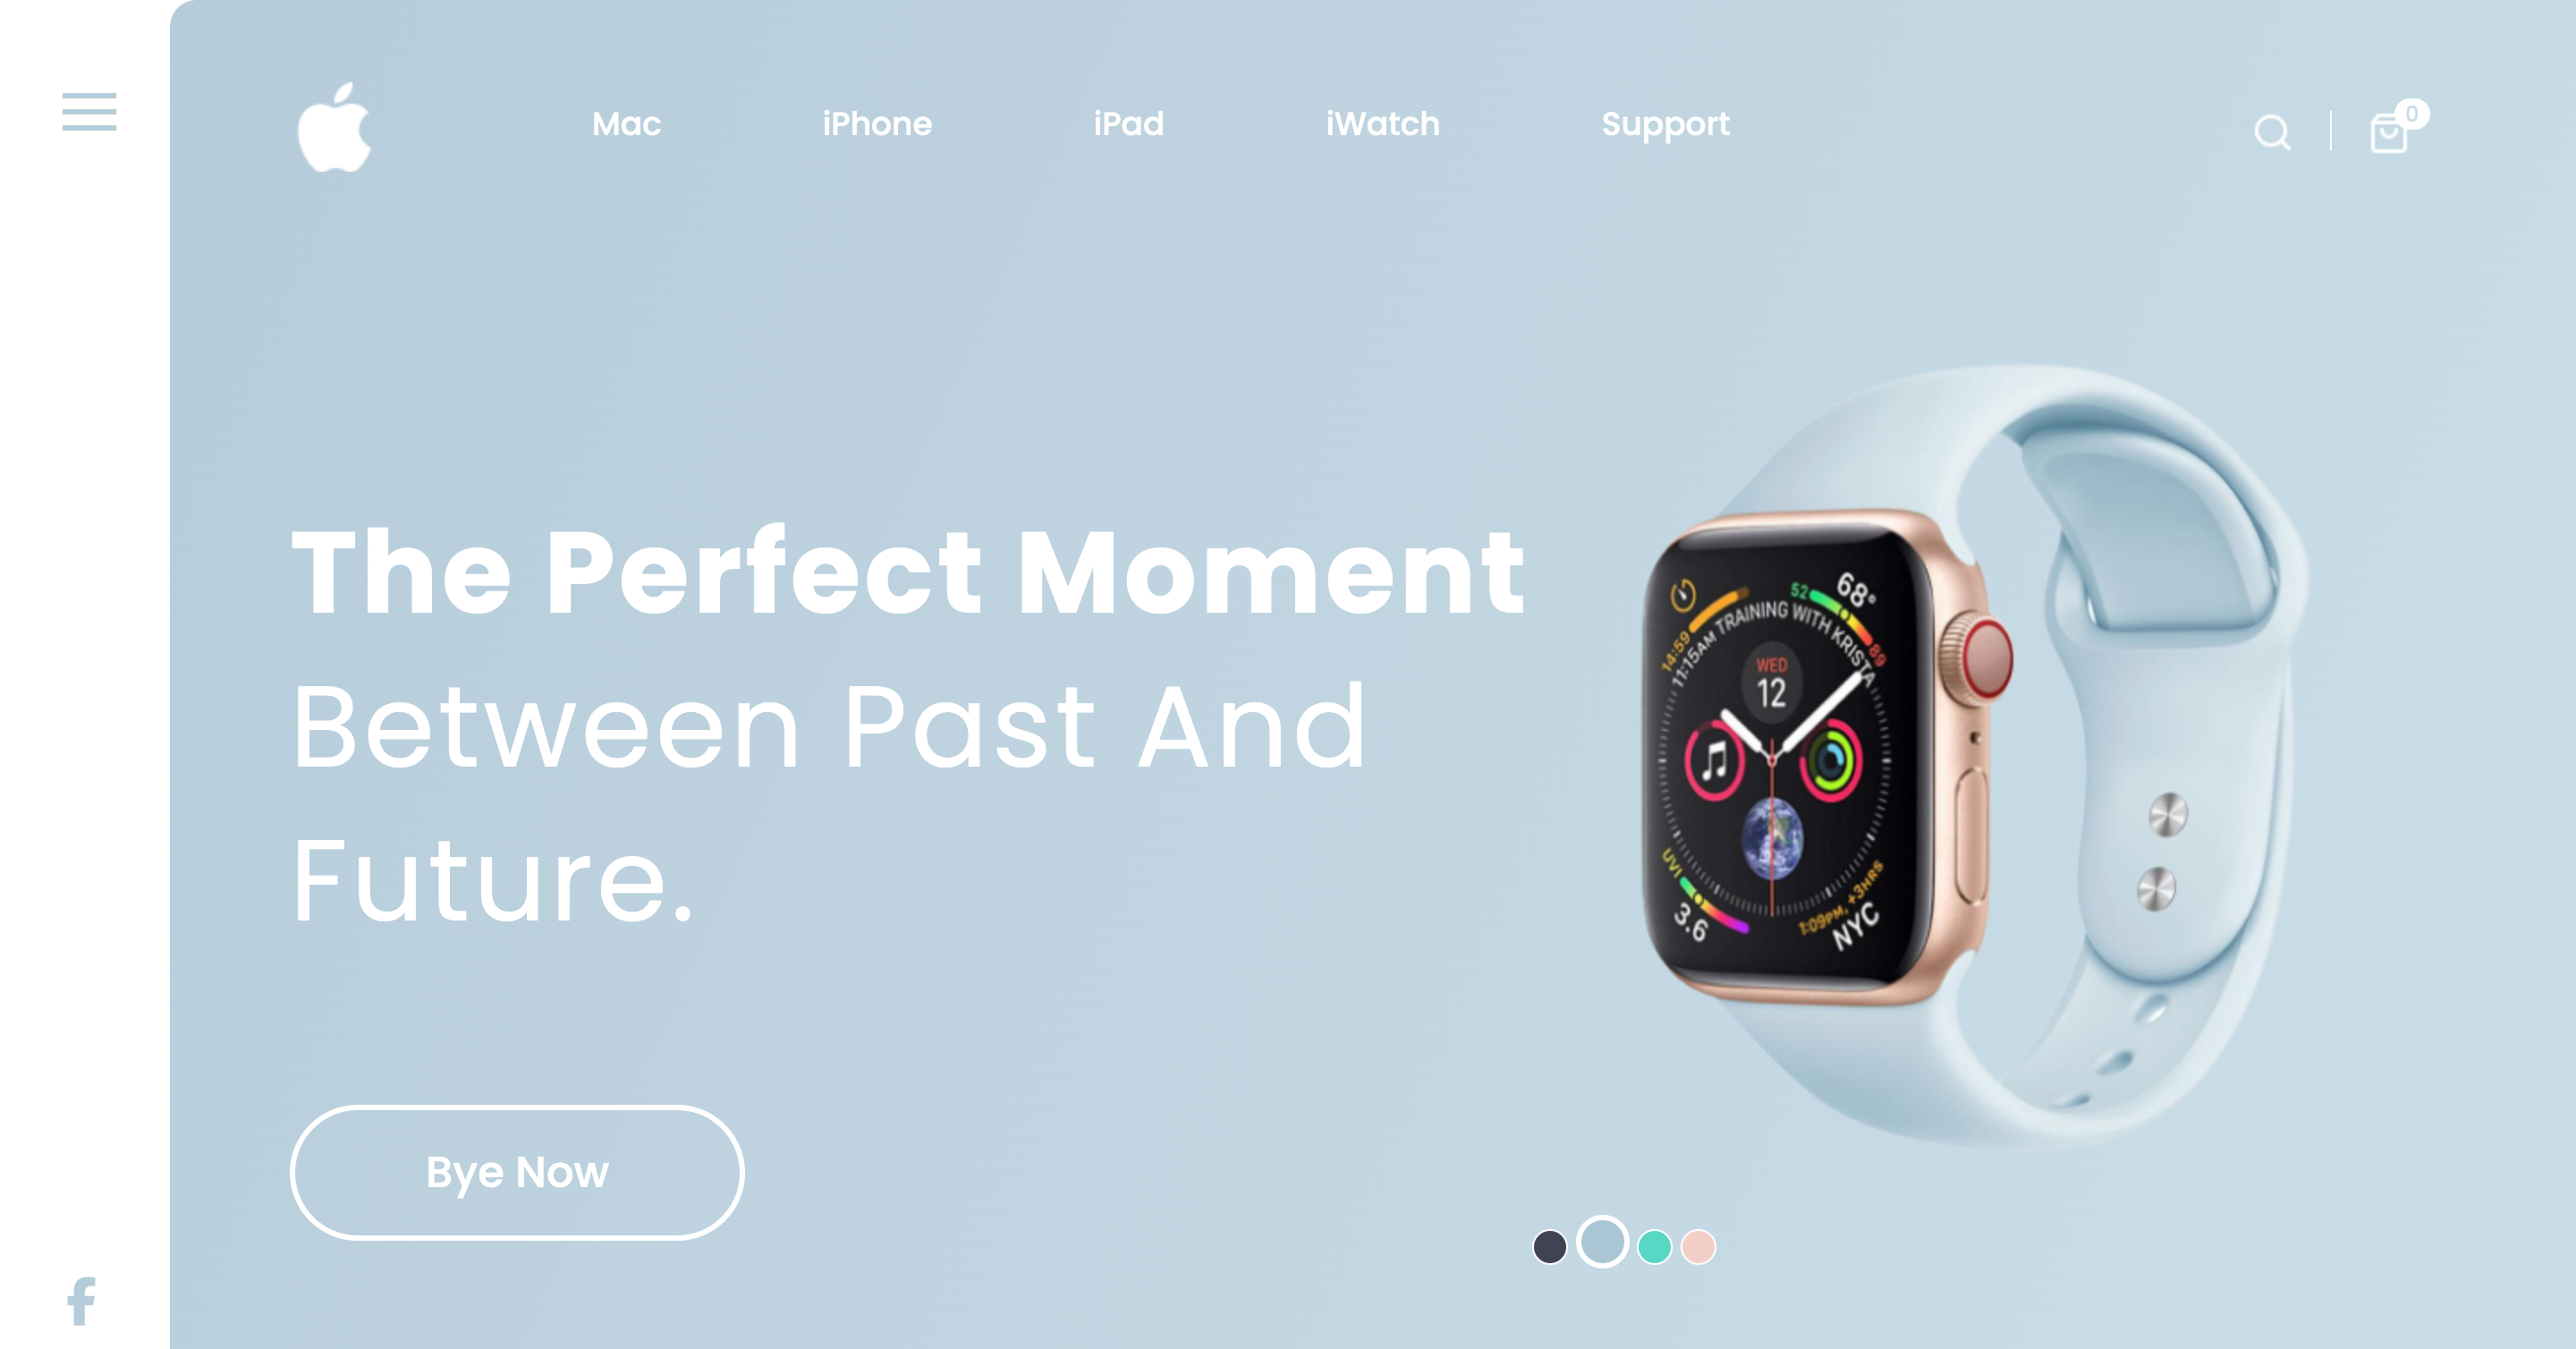 Mac
iPhone
iPad
iWatch
Support
0
The Perfect Moment
Between Past And
Future.
Bye Now
14:59
11:15AM TRAINING WITH KRISTA
52
68°
89
WED
12
UVI
3.6
1:09PM, +3HRS
NYC